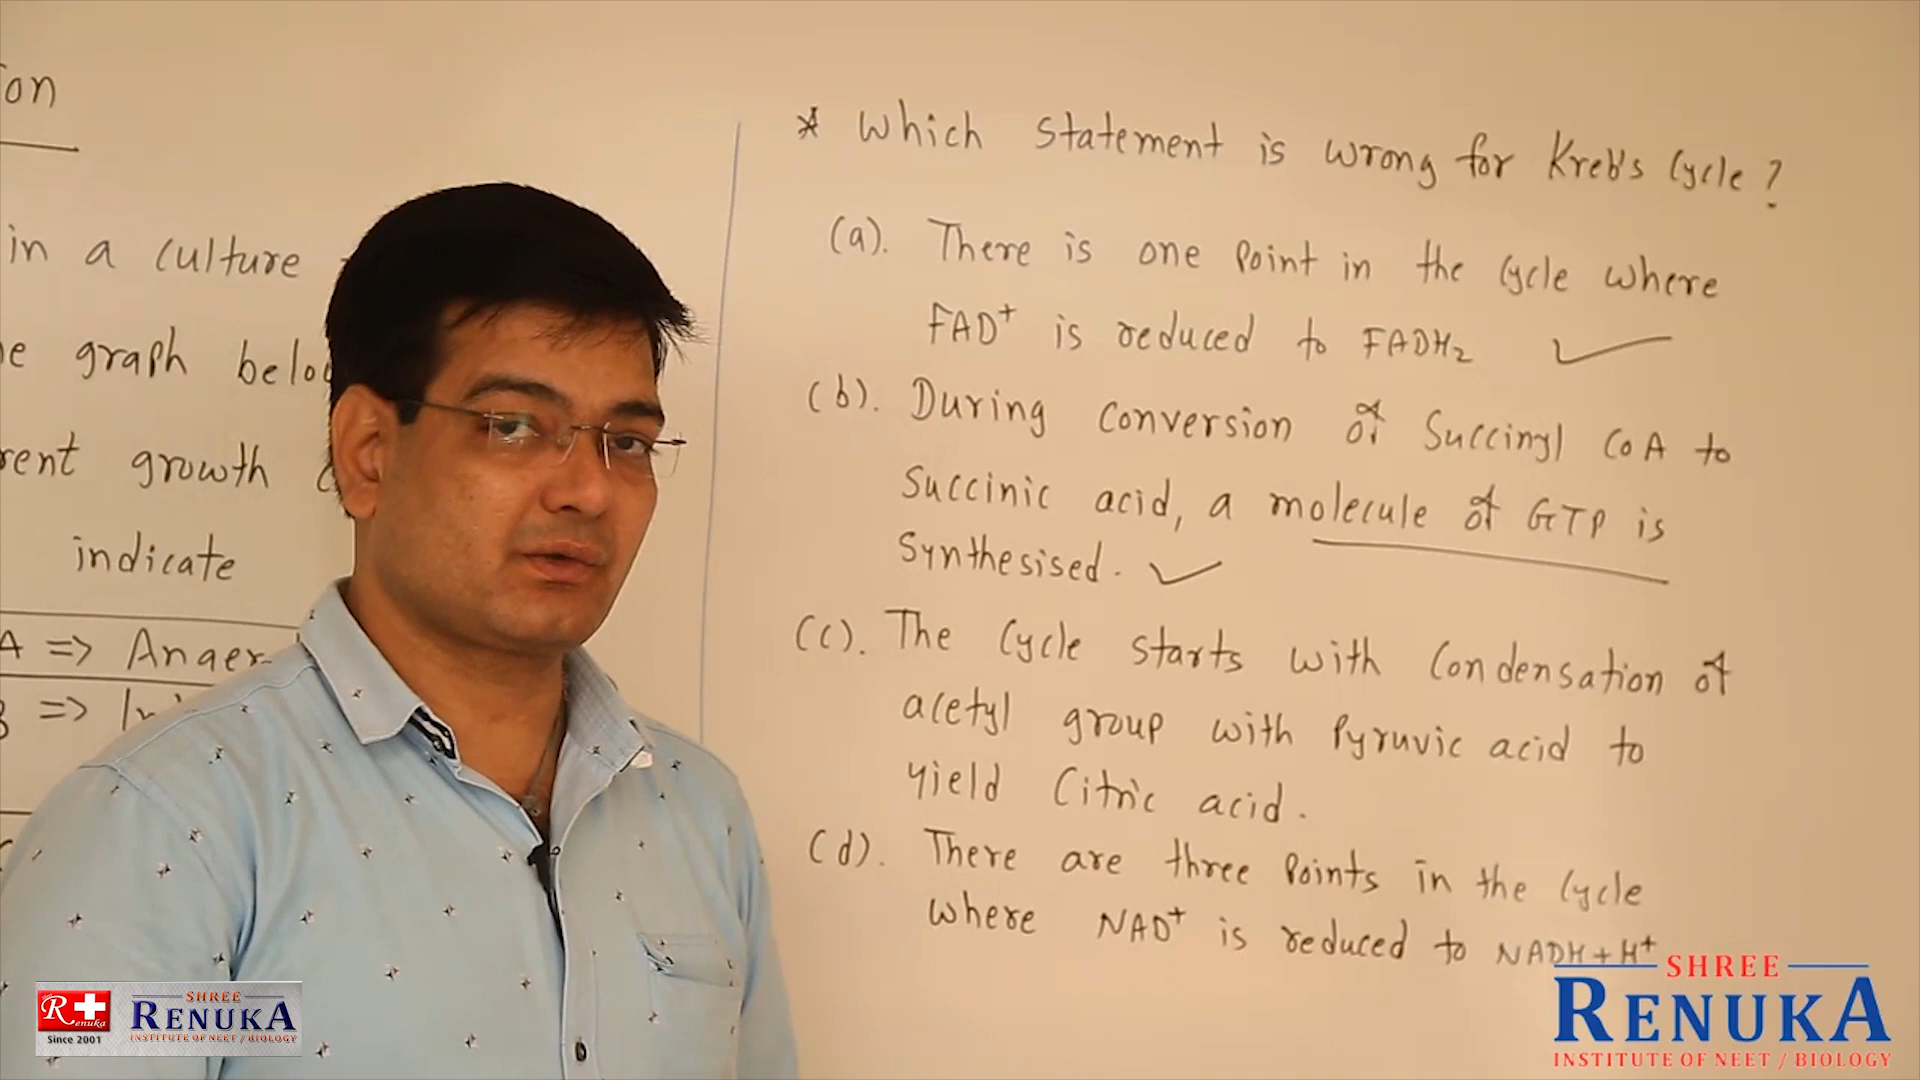 on
in a culture
graph
rent growth
indicate
A => Anaer
=>
* Which statement is wrong for Kreb's Cycle?
(a). There is one Point in the Cycle where
FAD+ is reduced to FADH2
(b). During Conversion of Succinyl CoA to
Succinic acid, a molecule of GTP is
Synthesised.
(c). The Cycle starts with Condensation of
acetyl group with Pyruvic acid to
yield Citric acid.
(d). There are three Points in the Cycle
where NAD+ is reduced to NADH + H+
R Renuka
Since 2001
SHREE
RENUKA
INSTITUTE OF NEET / BIOLOGY
SHREE
RENUKA
INSTITUTE OF NEET / BIOLOGY